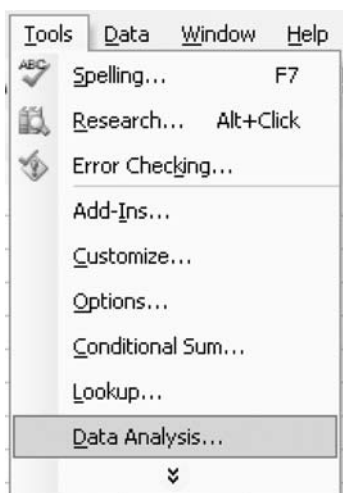 Tools Data Window Help
ABC
Spelling... F7
Research... Alt+Click
Error Checking...
Add-Ins...
Customize...
Options...
Conditional Sum...
Lookup...
Data Analysis...